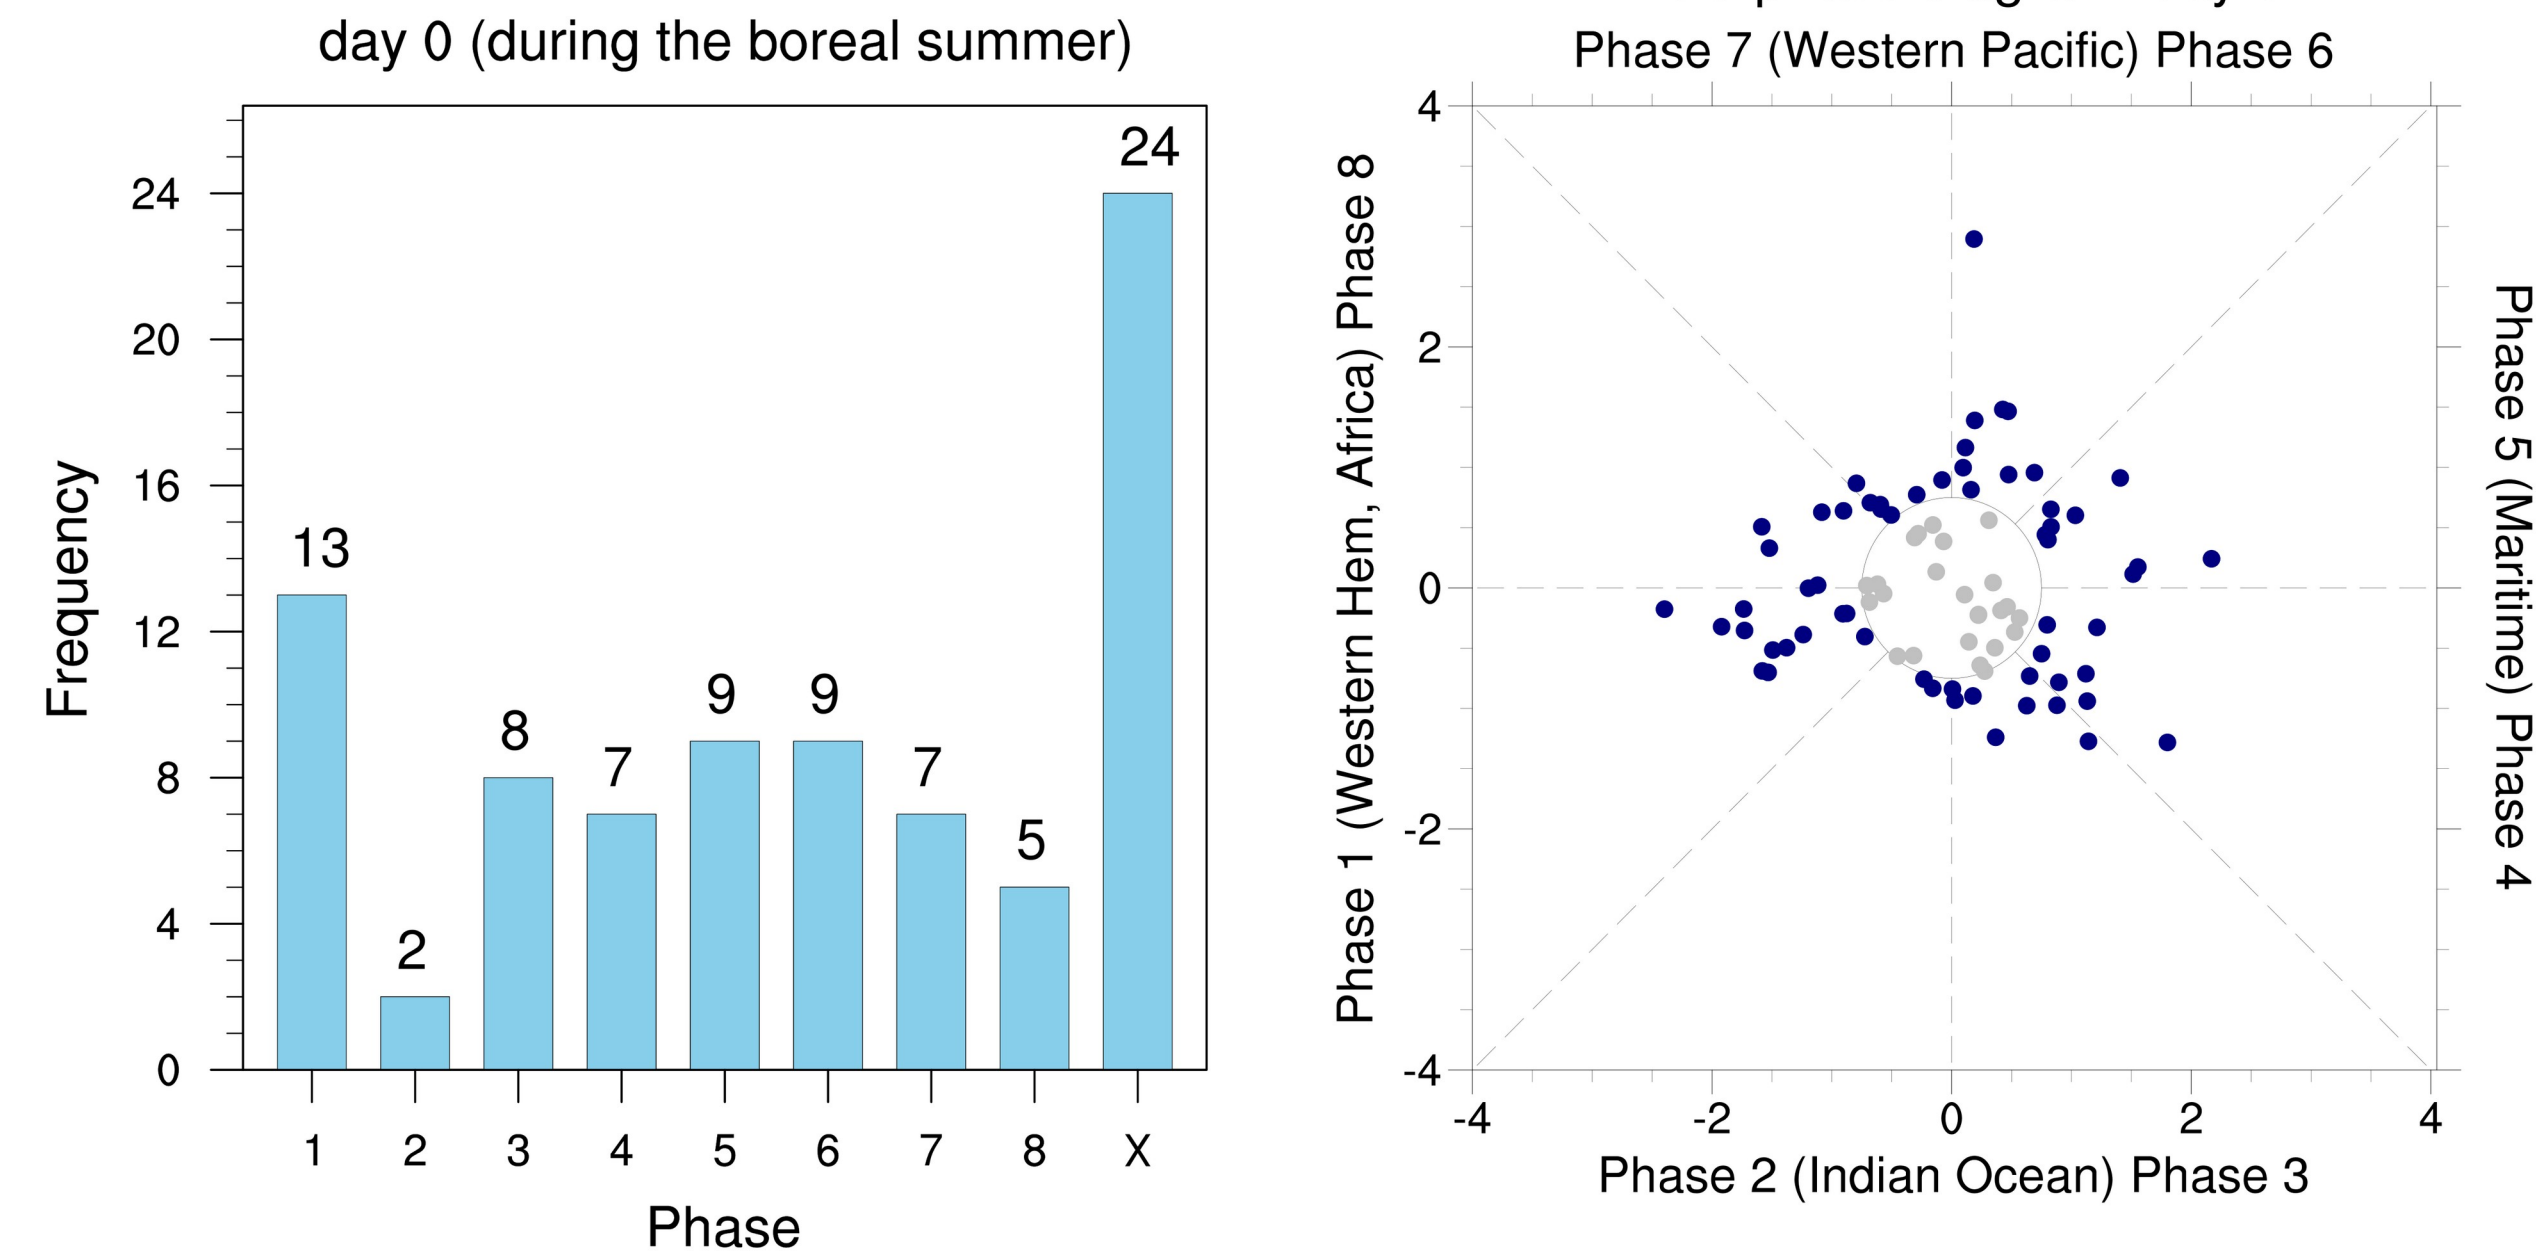 day 0 (during the boreal summer)
Frequency
24
20
16
12
8
4
0
13
2
8
7
9
9
7
5
24
1 2 3 4 5 6 7 8 X
Phase
Phase 7 (Western Pacific) Phase 6
Phase 1 (Western Hem, Africa) Phase 8
4
2
0
-2
-4
-4 -2 0 2 4
Phase 2 (Indian Ocean) Phase 3
Phase 5 (Maritime) Phase 4